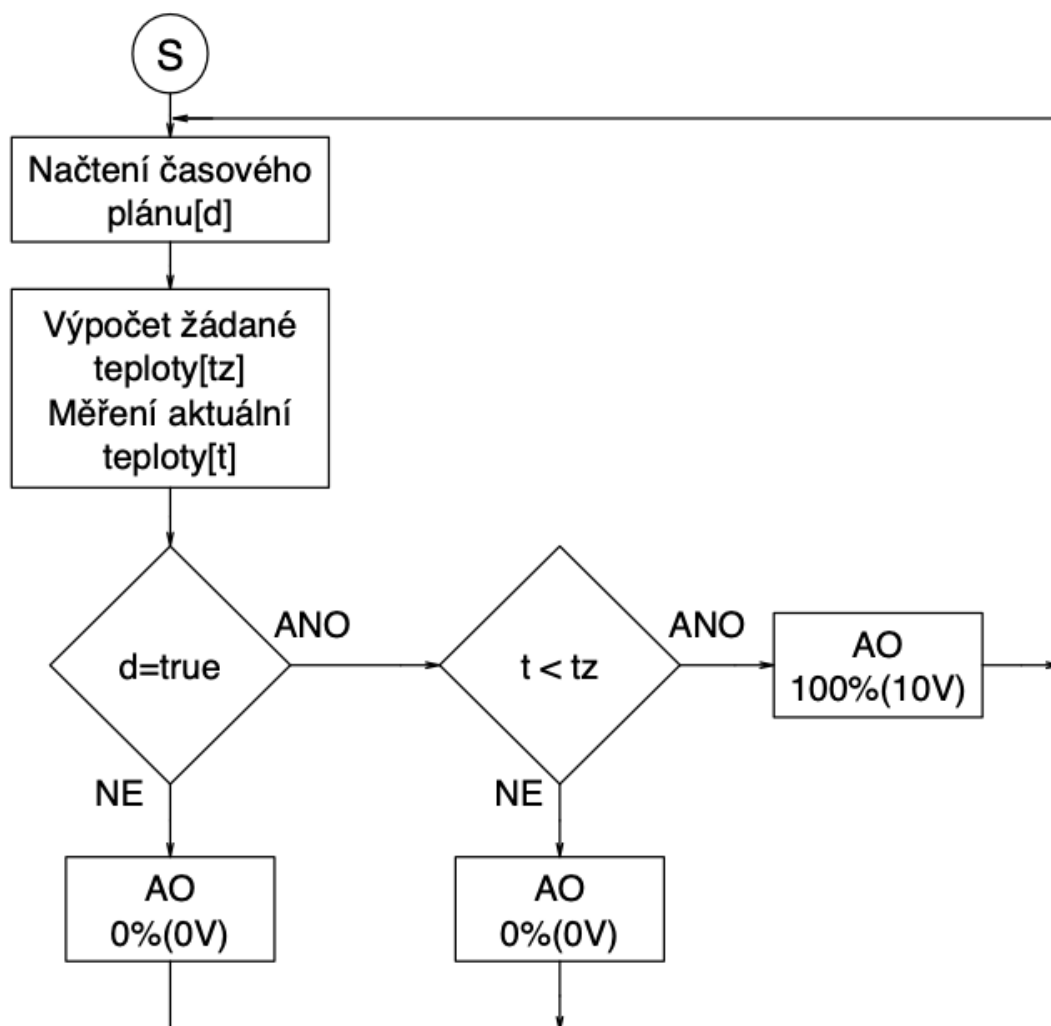 S
Načtení časového
plánu[d]
Výpočet žádané
teploty[tz]
Měření aktuální
teploty[t]
d=true
ANO
t < tz
ANO
AO
100%(10V)
NE
NE
AO
0%(0V)
AO
0%(0V)